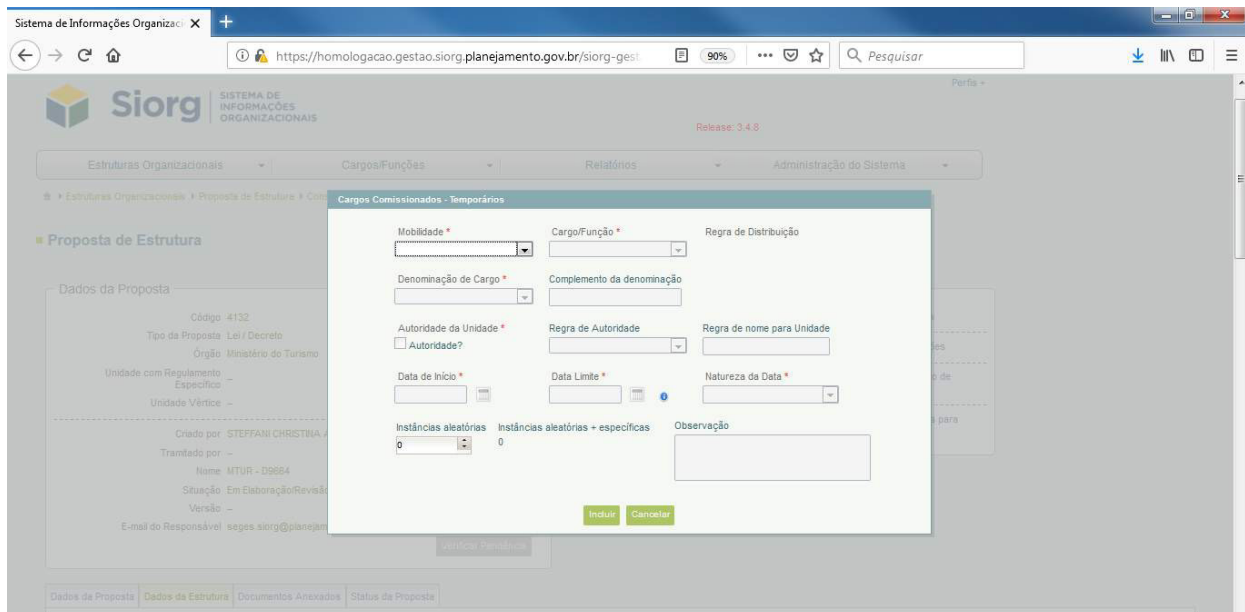 Sistema de Informações Organizaci
https://homologacao.gestao.siorg.planejamento.gov.br/siorg-gest
90%
Pesquisar
Perfis
Siorg
SISTEMA DE
INFORMAÇÕES
ORGANIZACIONAIS
Release: 3.4.8
Estruturas Organizacionais
Cargos/Funções
Relatórios
Administração do Sistema
Estruturas Organizacionais
Proposta de Estrutura
Cargos Comissionados - Temporários
Mobilidade *
Cargo/Função *
Regra de Distribuição
Proposta de Estrutura
Denominação de Cargo *
Complemento da denominação
Dados da Proposta
Código 4132
Tipo da Proposta Lei / Decreto
Órgão Ministério do Turismo
Unidade com Regulamento
Específico --
Unidade Vértice --
Autoridade da Unidade *
Regra de Autoridade
Regra de nome para Unidade
Autoridade?
Data de Início *
Data Limite *
Natureza da Data *
Criado por STEFFANI CHRISTINA
Tramitado por --
Nome MTUR - D9664
Situação Em Elaboração/Revisã
Versão --
E-mail do Responsável seges.siorg@planejam
Instâncias aleatórias
Instâncias aleatórias + específicas
Observação
0
0
Incluir
Cancelar
o de
s para
Verificar Pendência
Dados da Proposta
Dados da Estrutura
Documentos Anexados
Status da Proposta